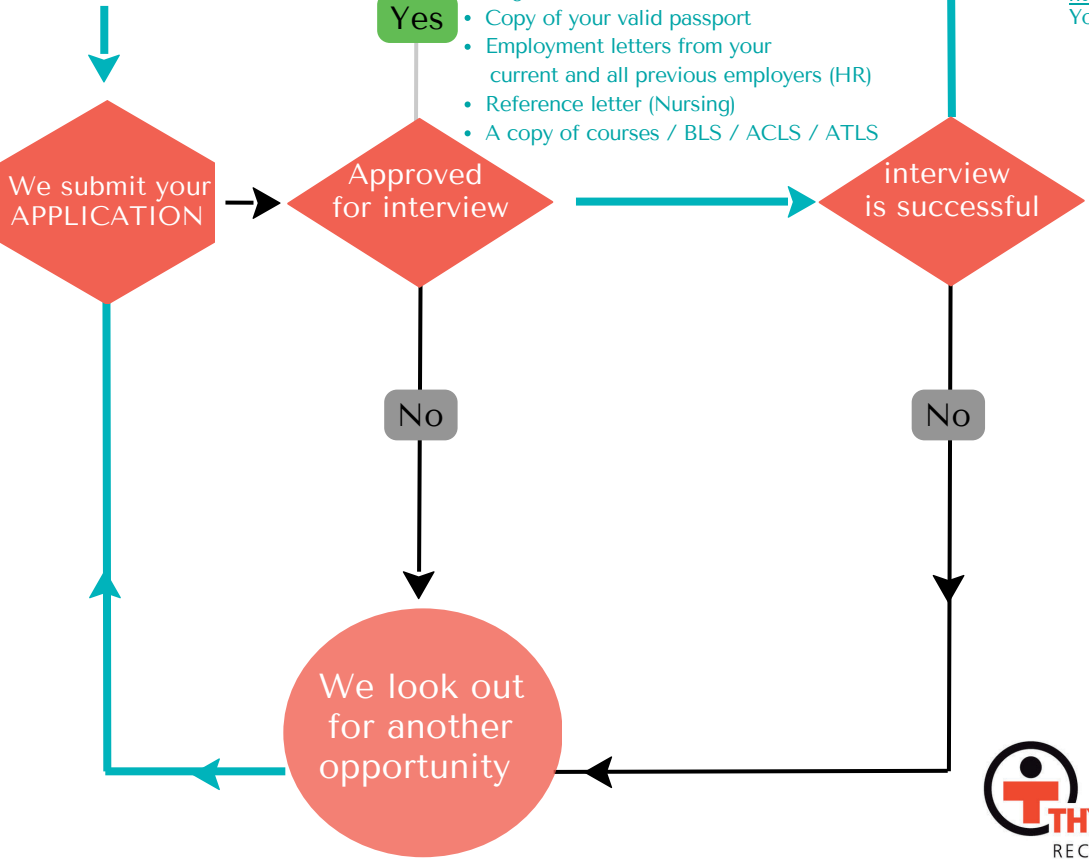 Yes
• Copy of your valid passport
• Employment letters from your
current and all previous employers (HR)
• Reference letter (Nursing)
• A copy of courses / BLS / ACLS / ATLS
We submit your
APPLICATION
Approved
for interview
interview
is successful
No
No
We look out
for another
opportunity